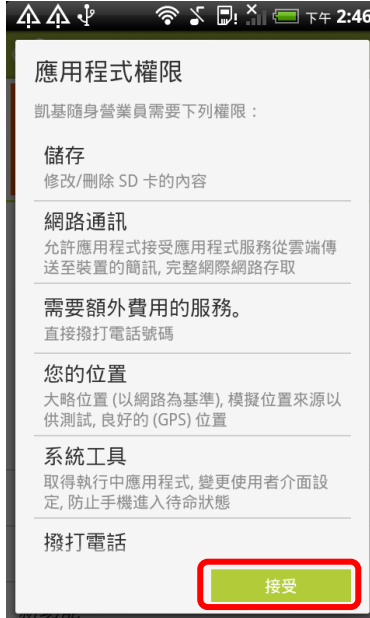 下午 2:46
應用程式權限
凱基隨身營業員需要下列權限：
儲存
修改/刪除 SD 卡的內容
網路通訊
允許應用程式接受應用程式服務從雲端傳
送至裝置的簡訊, 完整網際網路存取
需要額外費用的服務。
直接撥打電話號碼
您的位置
大略位置 (以網路為基準), 模擬位置來源以
供測試, 良好的 (GPS) 位置
系統工具
取得執行中應用程式, 變更使用者介面設
定, 防止手機進入待命狀態
撥打電話
接受